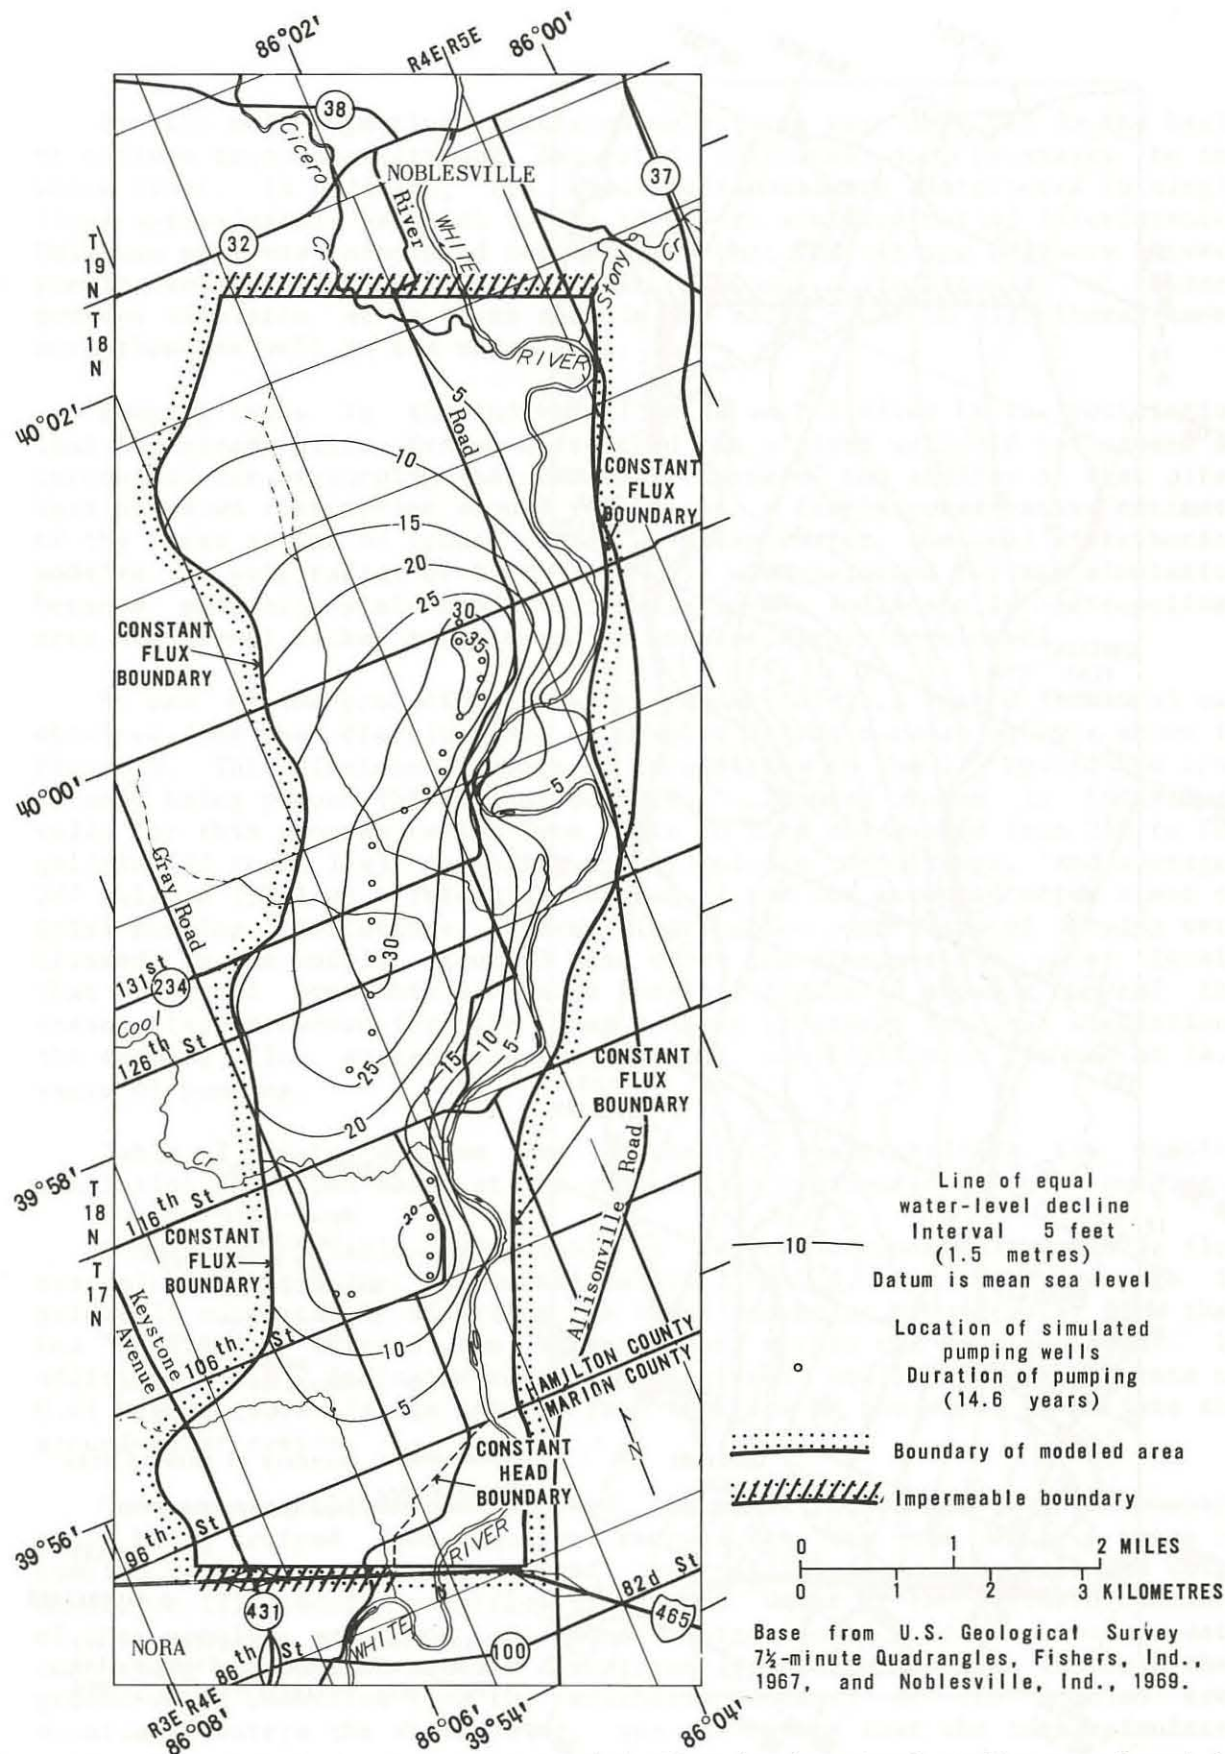 86°02'
R4E R5E
86°00'
38
Cicero
Cr
NOBLESVILLE
River
Road
WHITE
RIVER
37
32
Stony
Cr
T
19
N
T
18
N
40°02'
5
10
15
20
25
30
35
CONSTANT
FLUX
BOUNDARY
CONSTANT
FLUX
BOUNDARY
40°00'
5
Gray Road
30
131st
234
Cool
126th St
25
15
10
5
20
CONSTANT
FLUX
BOUNDARY
39°58'
T
18
N
T
17
N
Cr
116th St
20
CONSTANT
FLUX
BOUNDARY
Allisonville Road
Keystone
Avenue
106th St
10
5
HAMILTON COUNTY
MARION COUNTY
N
CONSTANT
HEAD
BOUNDARY
39°56'
96th St
RIVER
82d St
431
465
NORA
86th St
WHITE
100
R3E R4E
86°08'
86°06'
39°54'
86°04'
Line of equal
water-level decline
10
Interval 5 feet
(1.5 metres)
Datum is mean sea level
Location of simulated
pumping wells
Duration of pumping
(14.6 years)
Boundary of modeled area
Impermeable boundary
0 1 2 MILES
0 1 2 3 KILOMETRES
Base from U.S. Geological Survey
7½-minute Quadrangles, Fishers, Ind.,
1967, and Noblesville, Ind., 1969.